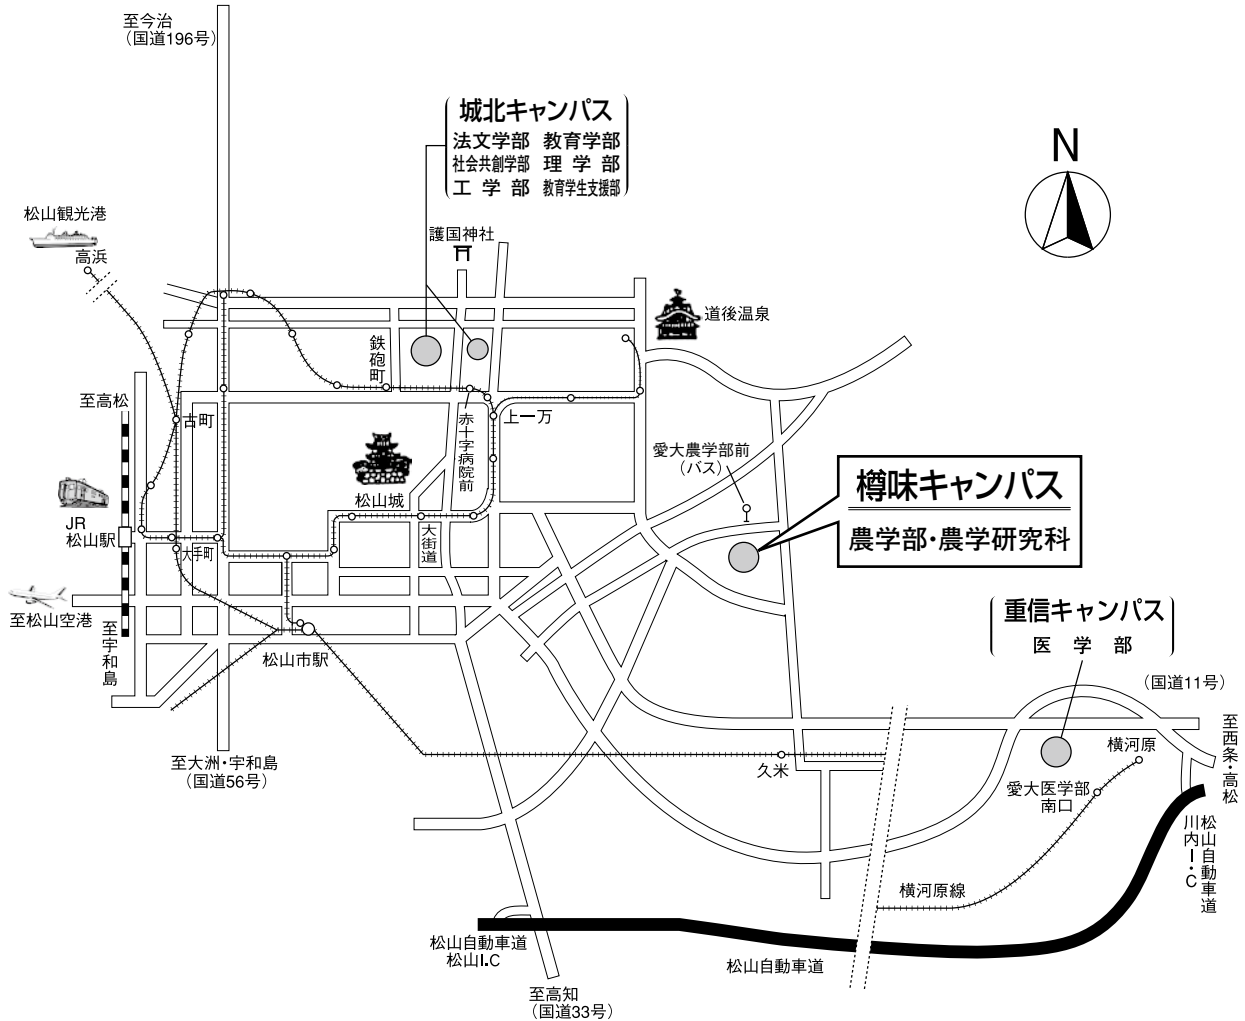 至今治
（国道196号）
城北キャンパス
法文学部 教育学部
社会共創学部 理学部
工学部 教育学生支援部
N
松山観光港
高浜
護国神社
道後温泉
鉄砲町
至高松
古町
赤十字病院前
上一万
愛大農学部前
（バス）
樽味キャンパス
農学部・農学研究科
松山城
JR
松山駅
大手町
大街道
至松山空港
至宇和島
松山市駅
重信キャンパス
医学部
（国道11号）
至西条・高松
至大洲・宇和島
（国道56号）
久米
横河原
愛大医学部
南口
松山自動車道
川内I・C
横河原線
松山自動車道
松山I.C
松山自動車道
至高知
（国道33号）